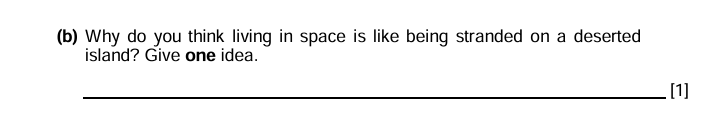 (b) Why do you think living in space is like being stranded on a deserted
island? Give one idea.
[1]